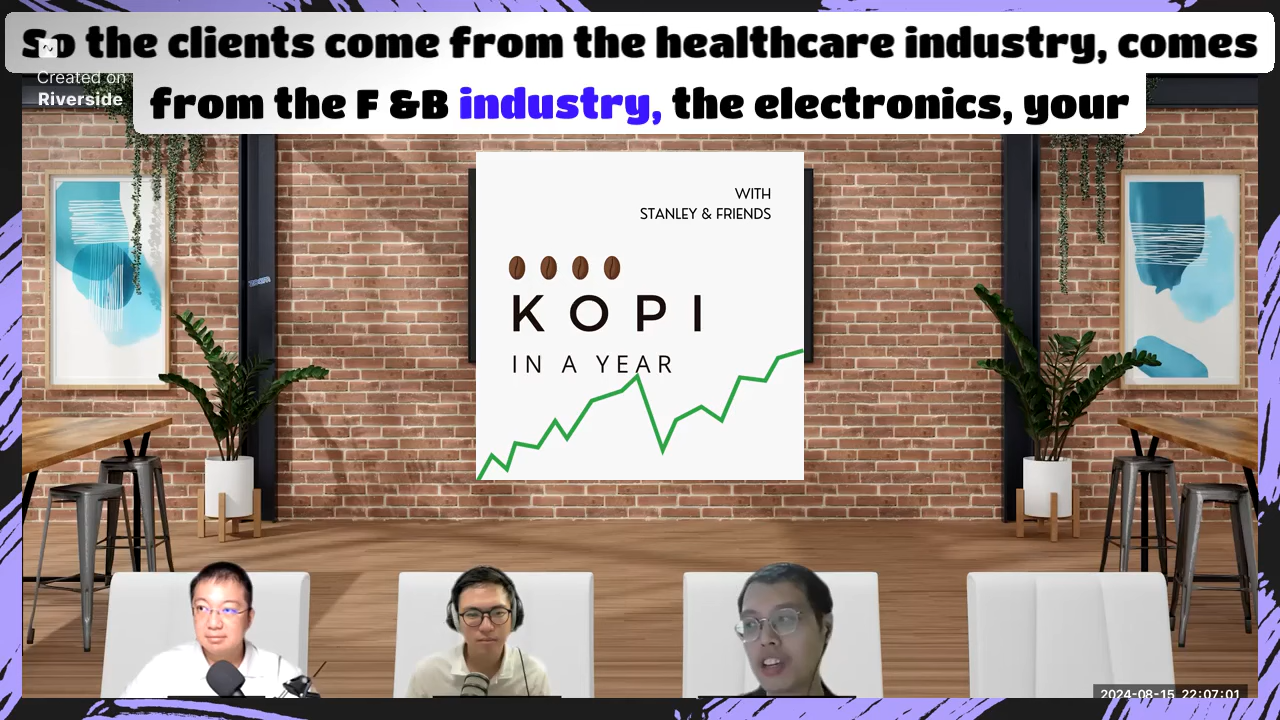 So the clients come from the healthcare industry, comes
from the F &B industry, the electronics, your
Created on
Riverside
WITH
STANLEY & FRIENDS
KOPI
IN A YEAR
2024-08-15 22:07:01